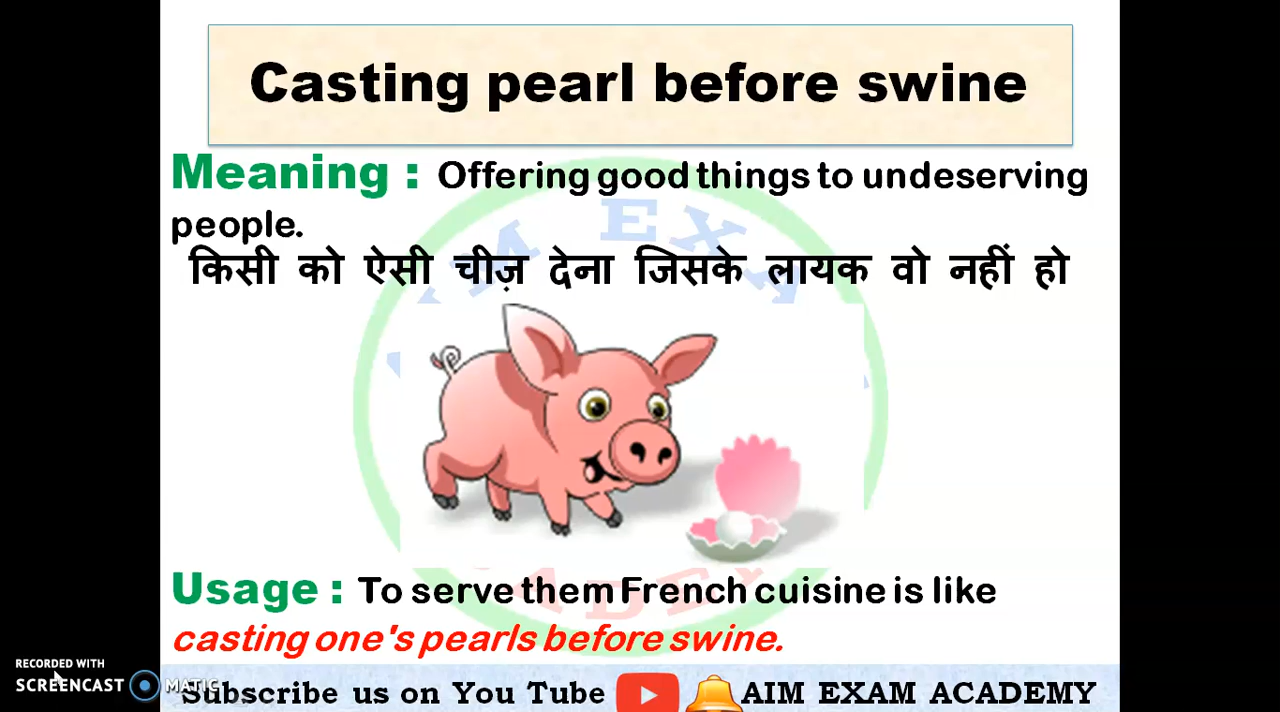 Casting pearl before swine
Meaning : Offering good things to undeserving
people.
किसी को ऐसी चीज़ देना जिसके लायक वो नहीं हो
Usage : To serve them French cuisine is like
casting one's pearls before swine.
RECORDED WITH
SCREENCAST MATIC
Subscribe us on You Tube AIM EXAM ACADEMY